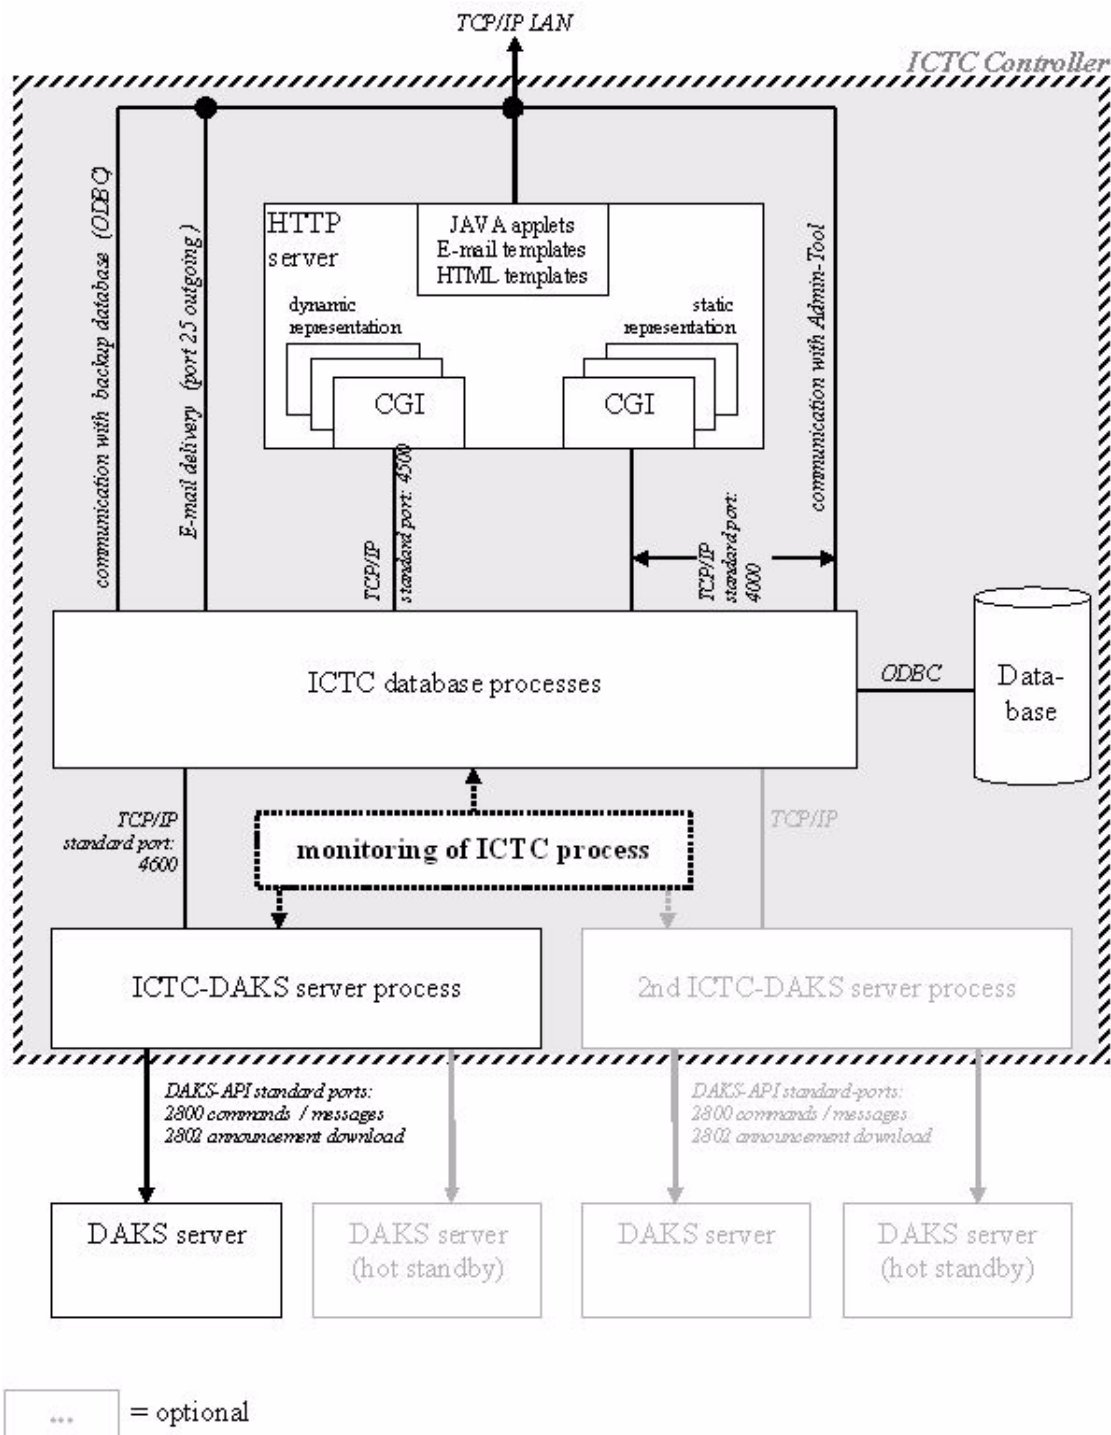 TCP/IP LAN
ICTC Controller
communication with backup database (ODBC)
E-mail delivery (port 25 outgoing)
HTTP
server
JAVA applets
E-mail templates
HTML templates
dynamic
representation
static
representation
CGI
CGI
communication with Admin-Tool
TCP/IP
standard port: 4500
TCP/IP
standard port:
4000
ICTC database processes
ODBC
Data-
base
TCP/IP
standard port:
4600
monitoring of ICTC process
TCP/IP
ICTC-DAKS server process
2nd ICTC-DAKS server process
DAKS-API standard ports:
2800 commands / messages
2802 announcement download
DAKS-API standard-ports:
2800 commands / messages
2802 announcement download
DAKS server
DAKS server
(hot standby)
DAKS server
DAKS server
(hot standby)
... = optional